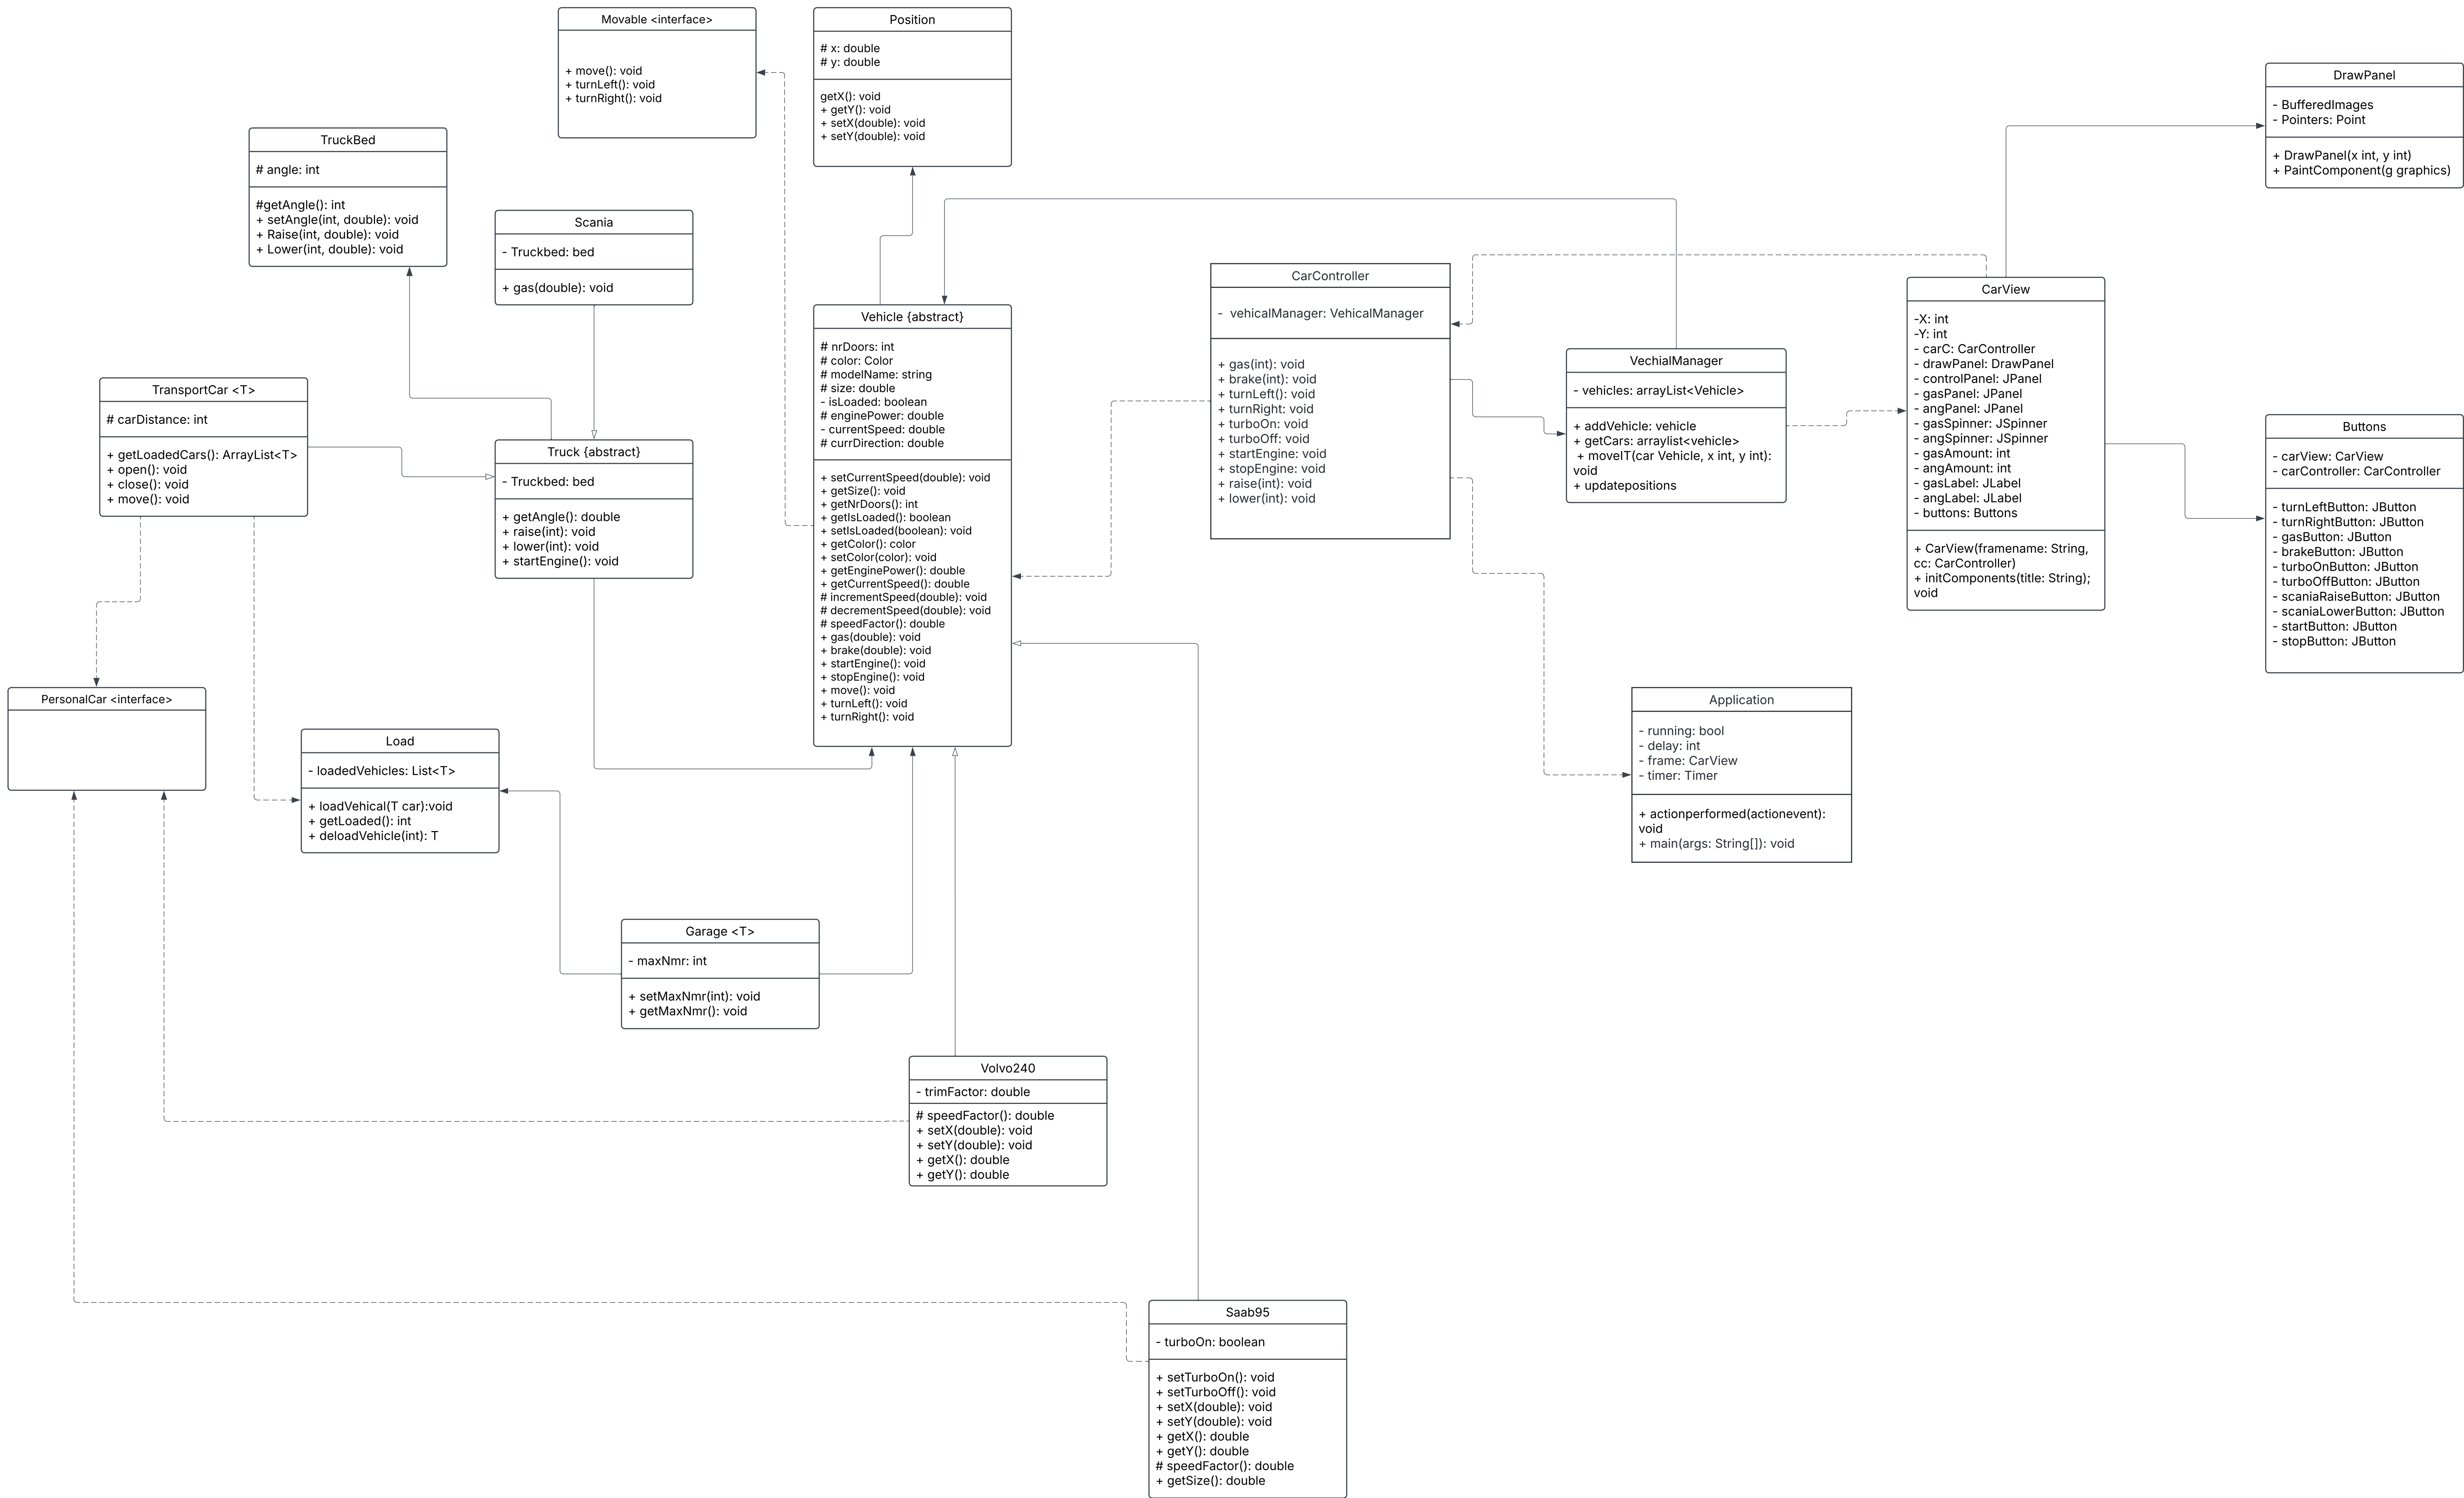 Movable <interface>
+ move(): void
+ turnLeft(): void
+ turnRight(): void
Position
# x: double
# y: double
getX(): void
+ getY(): void
+ setX(double): void
+ setY(double): void
DrawPanel
- BufferedImages
- Pointers: Point
+ DrawPanel(x int, y int)
+ PaintComponent(g graphics)
TruckBed
# angle: int
#getAngle(): int
+ setAngle(int, double): void
+ Raise(int, double): void
+ Lower(int, double): void
Scania
- Truckbed: bed
+ gas(double): void
CarController
-  vehicalManager: VehicalManager
+ gas(int): void
+ brake(int): void
+ turnLeft(): void
+ turnRight: void
+ turboOn: void
+ turboOff: void
+ startEngine: void
+ stopEngine: void
+ raise(int): void
+ lower(int): void
CarView
-X: int
-Y: int
- carC: CarController
- drawPanel: DrawPanel
- controlPanel: JPanel
- gasPanel: JPanel
- angPanel: JPanel
- gasSpinner: JSpinner
- angSpinner: JSpinner
- gasAmount: int
- angAmount: int
- gasLabel: JLabel
- angLabel: JLabel
- buttons: Buttons
+ CarView(framename: String,
cc: CarController)
+ initComponents(title: String);
void
Vehicle {abstract}
# nrDoors: int
# color: Color
# modelName: string
# size: double
- isLoaded: boolean
# enginePower: double
- currentSpeed: double
# currDirection: double
+ setCurrentSpeed(double): void
+ getSize(): void
+ getNrDoors(): int
+ getIsLoaded(): boolean
+ setIsLoaded(boolean): void
+ getColor(): color
+ setColor(color): void
+ getEnginePower(): double
+ getCurrentSpeed(): double
# incrementSpeed(double): void
# decrementSpeed(double): void
# speedFactor(): double
+ gas(double): void
+ brake(double): void
+ startEngine(): void
+ stopEngine(): void
+ move(): void
+ turnLeft(): void
+ turnRight(): void
VechialManager
- vehicles: arrayList<Vehicle>
+ addVehicle: vehicle
+ getCars: arraylist<vehicle>
+ moveIT(car Vehicle, x int, y int):
void
+ updatepositions
TransportCar <T>
# carDistance: int
+ getLoadedCars(): ArrayList<T>
+ open(): void
+ close(): void
+ move(): void
Truck {abstract}
- Truckbed: bed
+ getAngle(): double
+ raise(int): void
+ lower(int): void
+ startEngine(): void
Buttons
- carView: CarView
- carController: CarController
- turnLeftButton: JButton
- turnRightButton: JButton
- gasButton: JButton
- brakeButton: JButton
- turboOnButton: JButton
- turboOffButton: JButton
- scaniaRaiseButton: JButton
- scaniaLowerButton: JButton
- startButton: JButton
- stopButton: JButton
PersonalCar <interface>
Application
- running: bool
- delay: int
- frame: CarView
- timer: Timer
+ actionperformed(actionevent):
void
+ main(args: String[]): void
Load
- loadedVehicles: List<T>
+ loadVehical(T car):void
+ getLoaded(): int
+ deloadVehicle(int): T
Garage <T>
- maxNmr: int
+ setMaxNmr(int): void
+ getMaxNmr(): void
Volvo240
- trimFactor: double
# speedFactor(): double
+ setX(double): void
+ setY(double): void
+ getX(): double
+ getY(): double
Saab95
- turboOn: boolean
+ setTurboOn(): void
+ setTurboOff(): void
+ setX(double): void
+ setY(double): void
+ getX(): double
+ getY(): double
# speedFactor(): double
+ getSize(): double